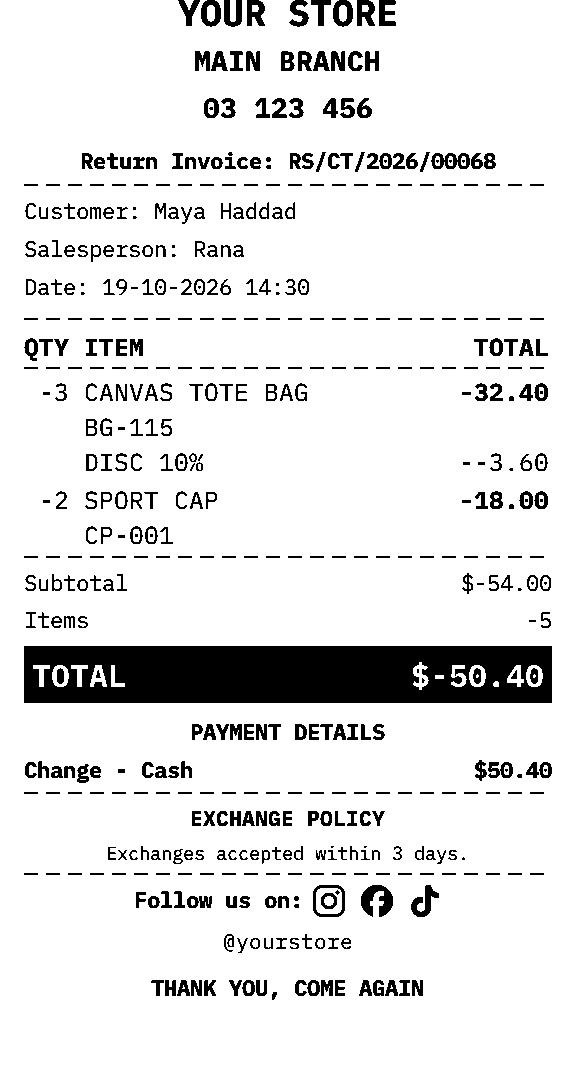 YOUR STORE
MAIN BRANCH
03 123 456
Return Invoice: RS/CT/2026/00068
Customer: Maya Haddad
Salesperson: Rana
Date: 19-10-2026 14:30
QTY ITEM TOTAL
-3 CANVAS TOTE BAG -32.40
BG-115
DISC 10% --3.60
-2 SPORT CAP -18.00
CP-001
Subtotal $-54.00
Items -5
TOTAL $-50.40
PAYMENT DETAILS
Change - Cash $50.40
EXCHANGE POLICY
Exchanges accepted within 3 days.
Follow us on:
@yourstore
THANK YOU, COME AGAIN